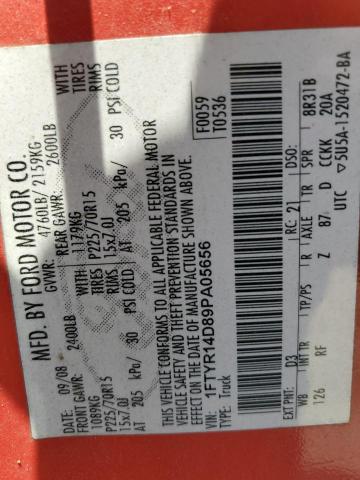 MFD. BY FORD MOTOR CO.
DATE: 09/08 GVWR: 4760LB/ 2159KG
FRONT GAWR: 2400LB REAR GAWR: 2600LB
1089KG WITH 1179KG WITH
P225/70R15 TIRES P225/70R15 TIRES
15x7.0J RIMS 15x7.0J RIMS
AT 205 kPa/ 30 PSI COLD AT 205 kPa/ 30 PSI COLD
THIS VEHICLE CONFORMS TO ALL APPLICABLE FEDERAL MOTOR
VEHICLE SAFETY AND THEFT PREVENTION STANDARDS IN
EFFECT ON THE DATE OF MANUFACTURE SHOWN ABOVE.
VIN: 1FTYR14D89PA05656 F0059
TYPE: Truck T0536
EXT PNT: D3 RC: 21 DSO:
WB INT TR TP/PS R AXLE TR SPR 8R31B
126 RF Z 87 D CCKK 20A
UTC ▽5U5A-1520472-BA